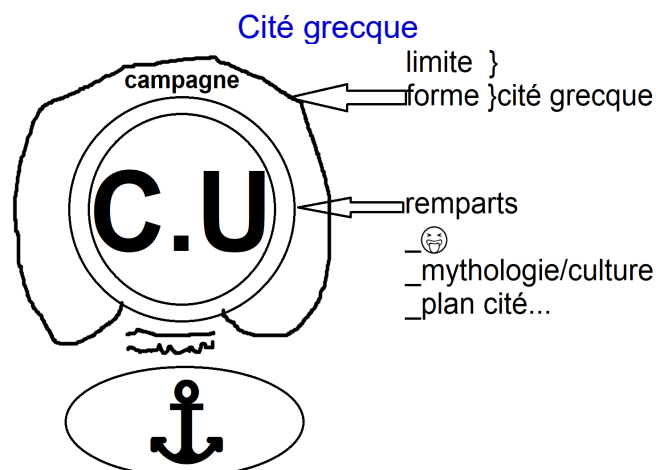 Cité grecque
limite }
campagne
forme }cité grecque
C.U
remparts
_😝
_mythologie/culture
_plan cité...